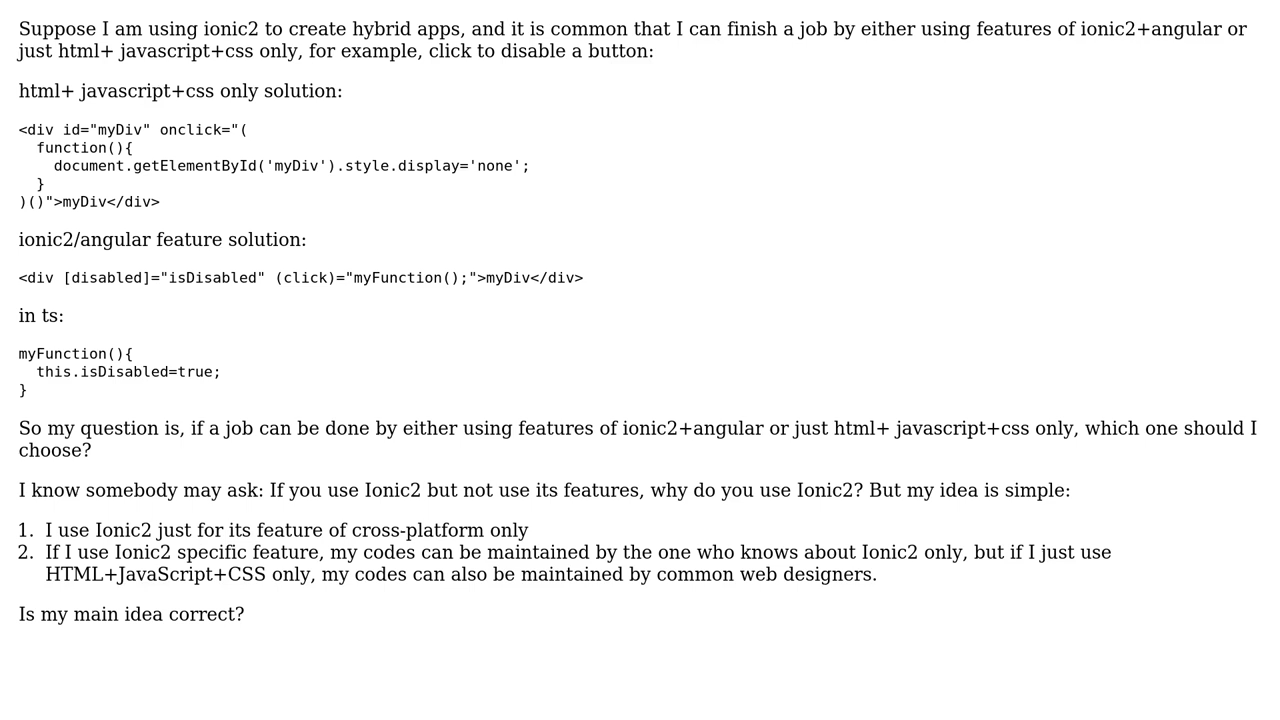 Suppose I am using ionic2 to create hybrid apps, and it is common that I can finish a job by either using features of ionic2+angular or
just html+ javascript+css only, for example, click to disable a button:
html+ javascript+css only solution:
<div id="myDiv" onclick="(
  function(){
    document.getElementById('myDiv').style.display='none';
  }
)()">myDiv</div>
ionic2/angular feature solution:
<div [disabled]="isDisabled" (click)="myFunction();">myDiv</div>
in ts:
myFunction(){
  this.isDisabled=true;
}
So my question is, if a job can be done by either using features of ionic2+angular or just html+ javascript+css only, which one should I
choose?
I know somebody may ask: If you use Ionic2 but not use its features, why do you use Ionic2? But my idea is simple:
1. I use Ionic2 just for its feature of cross-platform only
2. If I use Ionic2 specific feature, my codes can be maintained by the one who knows about Ionic2 only, but if I just use
HTML+JavaScript+CSS only, my codes can also be maintained by common web designers.
Is my main idea correct?